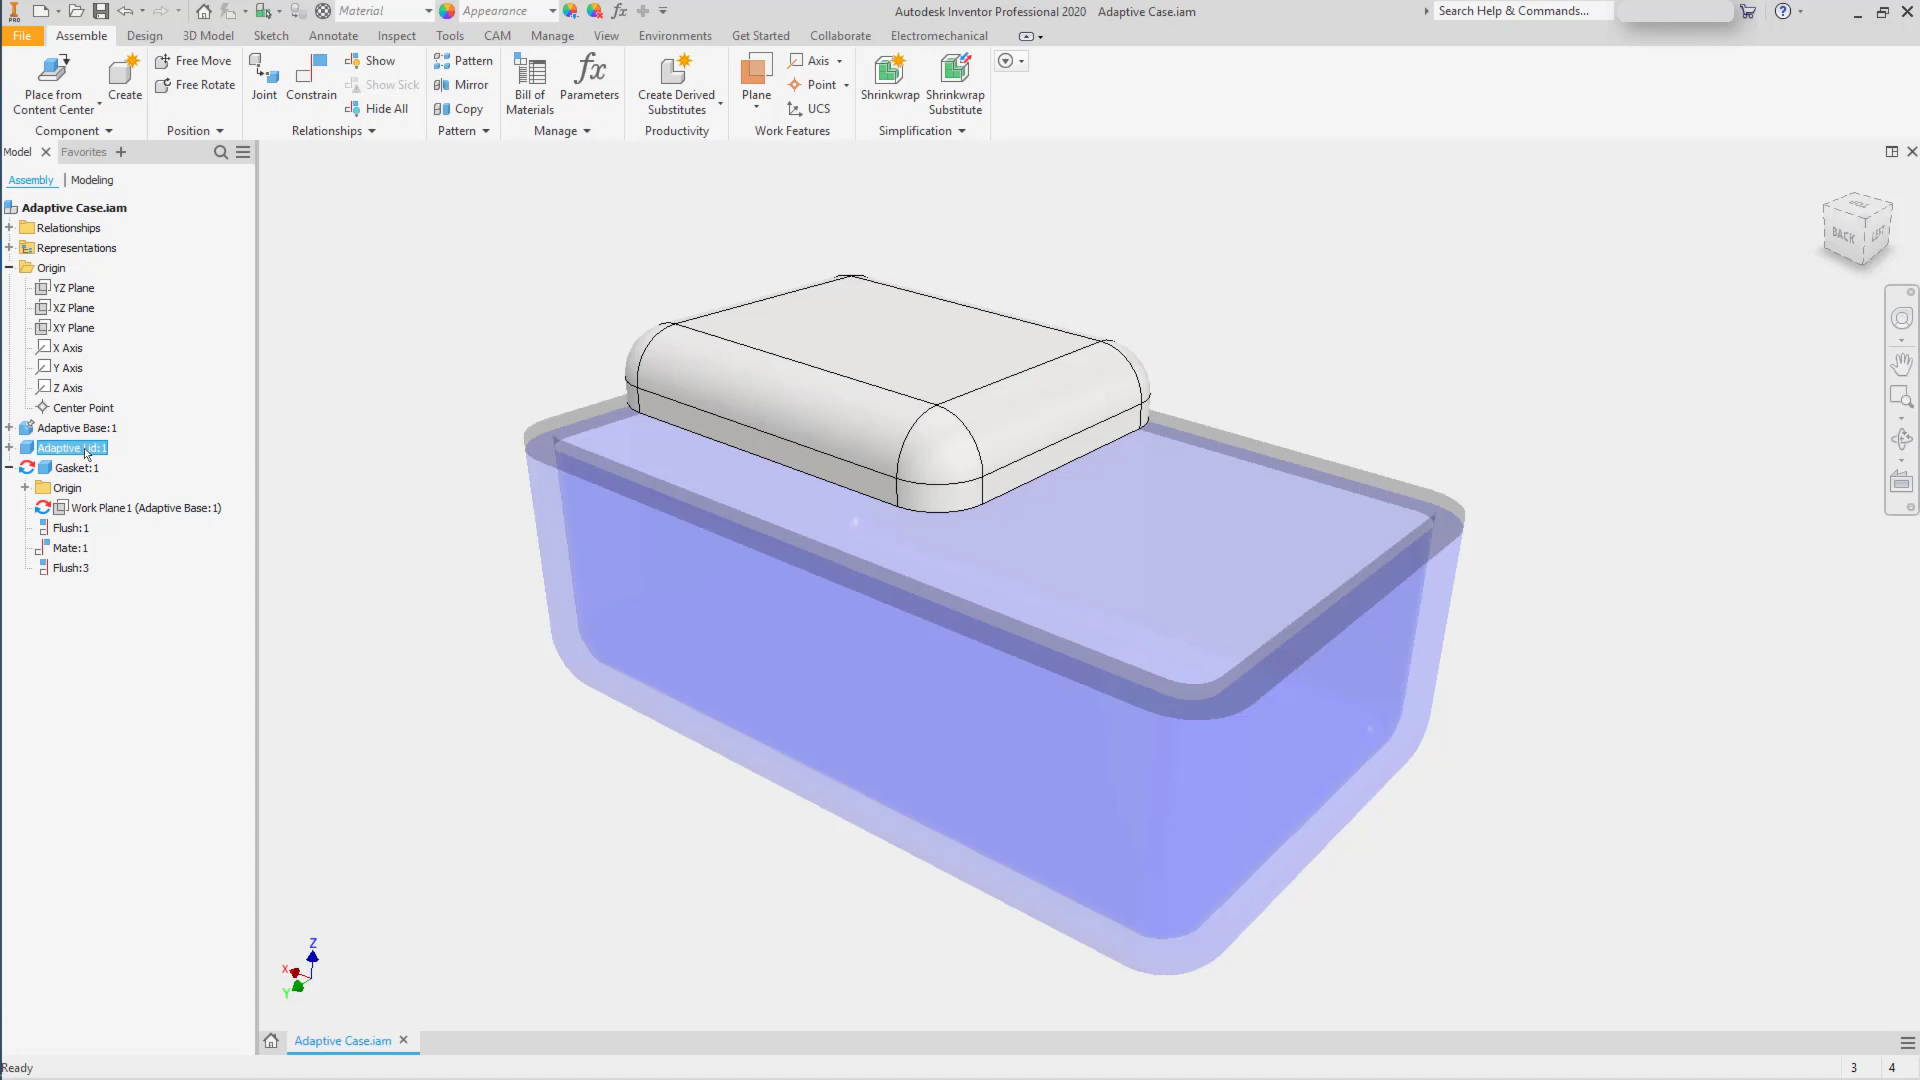 Material
Appearance
Autodesk Inventor Professional 2020 Adaptive Case.iam
Search Help & Commands...
File Assemble Design 3D Model Sketch Annotate Inspect Tools CAM Manage View Environments Get Started Collaborate Electromechanical
Place from
Content Center
Create
Free Move
Free Rotate
Joint
Constrain
Show
Show Sick
Hide All
Pattern
Mirror
Copy
Bill of
Materials
Parameters
Create Derived
Substitutes
Plane
Axis
Point
UCS
Shrinkwrap
Shrinkwrap
Substitute
Component Position Relationships Pattern Manage Productivity Work Features Simplification
Model Favorites
Assembly Modeling
Adaptive Case.iam
Relationships
Representations
Origin
YZ Plane
XZ Plane
XY Plane
X Axis
Y Axis
Z Axis
Center Point
Adaptive Base:1
Adaptive Lid:1
Gasket:1
Origin
Work Plane1 (Adaptive Base:1)
Flush:1
Mate:1
Flush:3
BACK
LEFT
Z
X
Y
Adaptive Case.iam
Ready
3 4